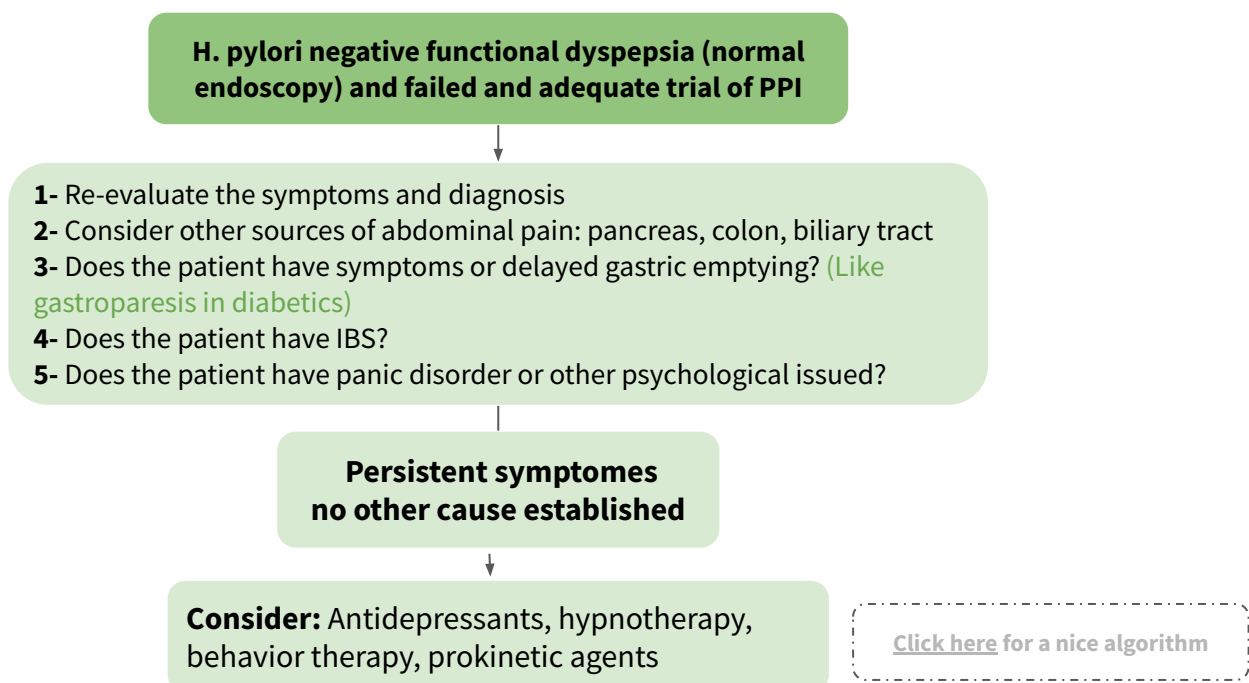 H. pylori negative functional dyspepsia (normal
endoscopy) and failed and adequate trial of PPI
1- Re-evaluate the symptoms and diagnosis
2- Consider other sources of abdominal pain: pancreas, colon, biliary tract
3- Does the patient have symptoms or delayed gastric emptying? (Like
gastroparesis in diabetics)
4- Does the patient have IBS?
5- Does the patient have panic disorder or other psychological issued?
Persistent symptomes
no other cause established
Consider: Antidepressants, hypnotherapy,
behavior therapy, prokinetic agents
Click here for a nice algorithm